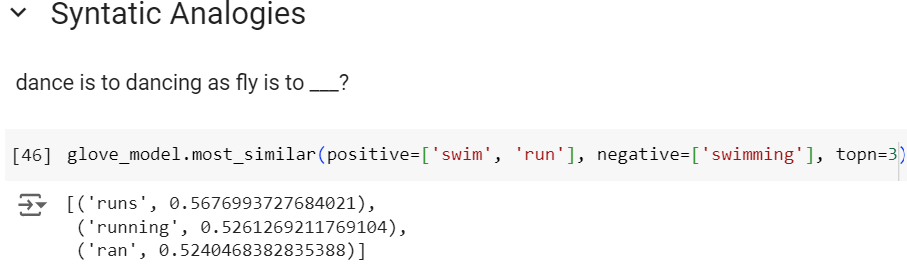 Syntatic Analogies
dance is to dancing as fly is to ___?
[46] glove_model.most_similar(positive=['swim', 'run'], negative=['swimming'], topn=3)
[('runs', 0.5676993727684021),
('running', 0.5261269211769104),
('ran', 0.5240468382835388)]